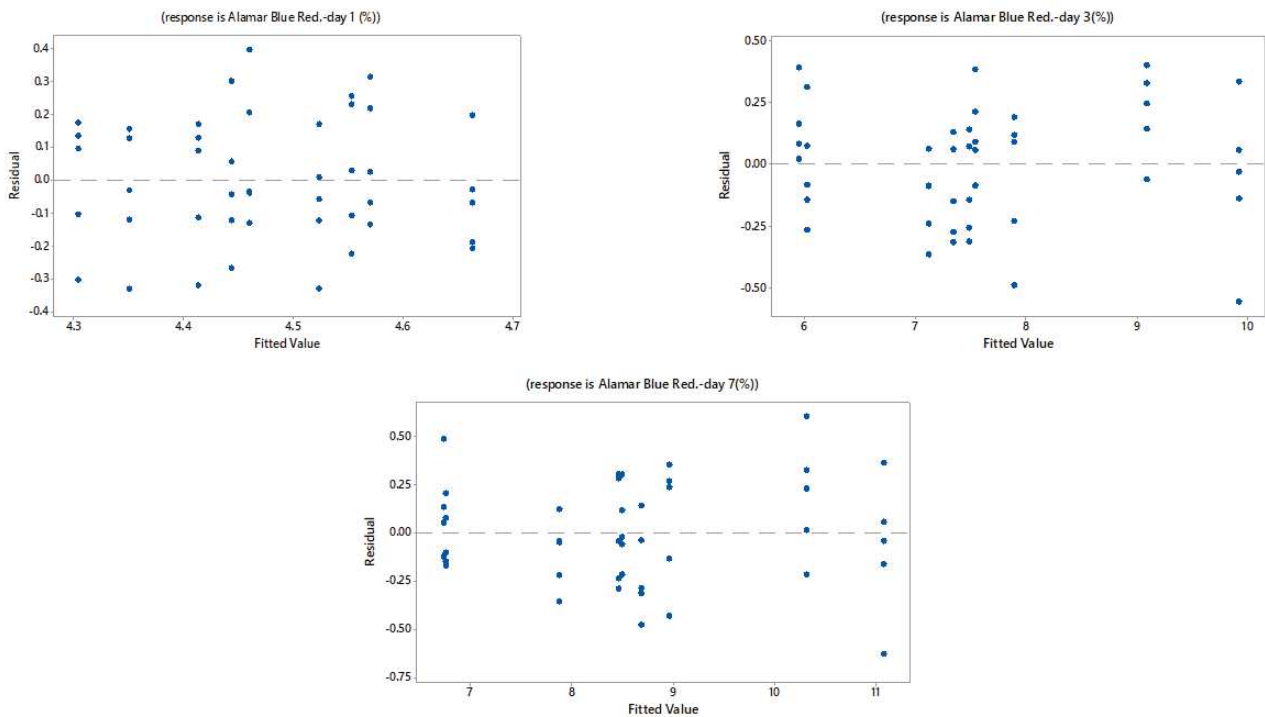 (response is Alamar Blue Red.-day 1 (%))
0.4
0.3
0.2
0.1
0.0
-0.1
-0.2
-0.3
-0.4
Residual
4.3 4.4 4.5 4.6 4.7
Fitted Value
(response is Alamar Blue Red.-day 3(%))
0.50
0.25
0.00
-0.25
-0.50
Residual
6 7 8 9 10
Fitted Value
(response is Alamar Blue Red.-day 7(%))
0.50
0.25
0.00
-0.25
-0.50
-0.75
Residual
7 8 9 10 11
Fitted Value